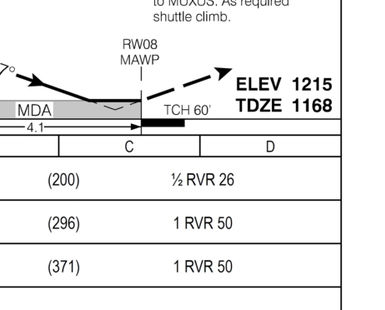 to MUXUS. As required
shuttle climb.
RW08
MAWP
7°
ELEV 1215
MDA
TCH 60'
TDZE 1168
4.1
C D
(200) ½ RVR 26
(296) 1 RVR 50
(371) 1 RVR 50